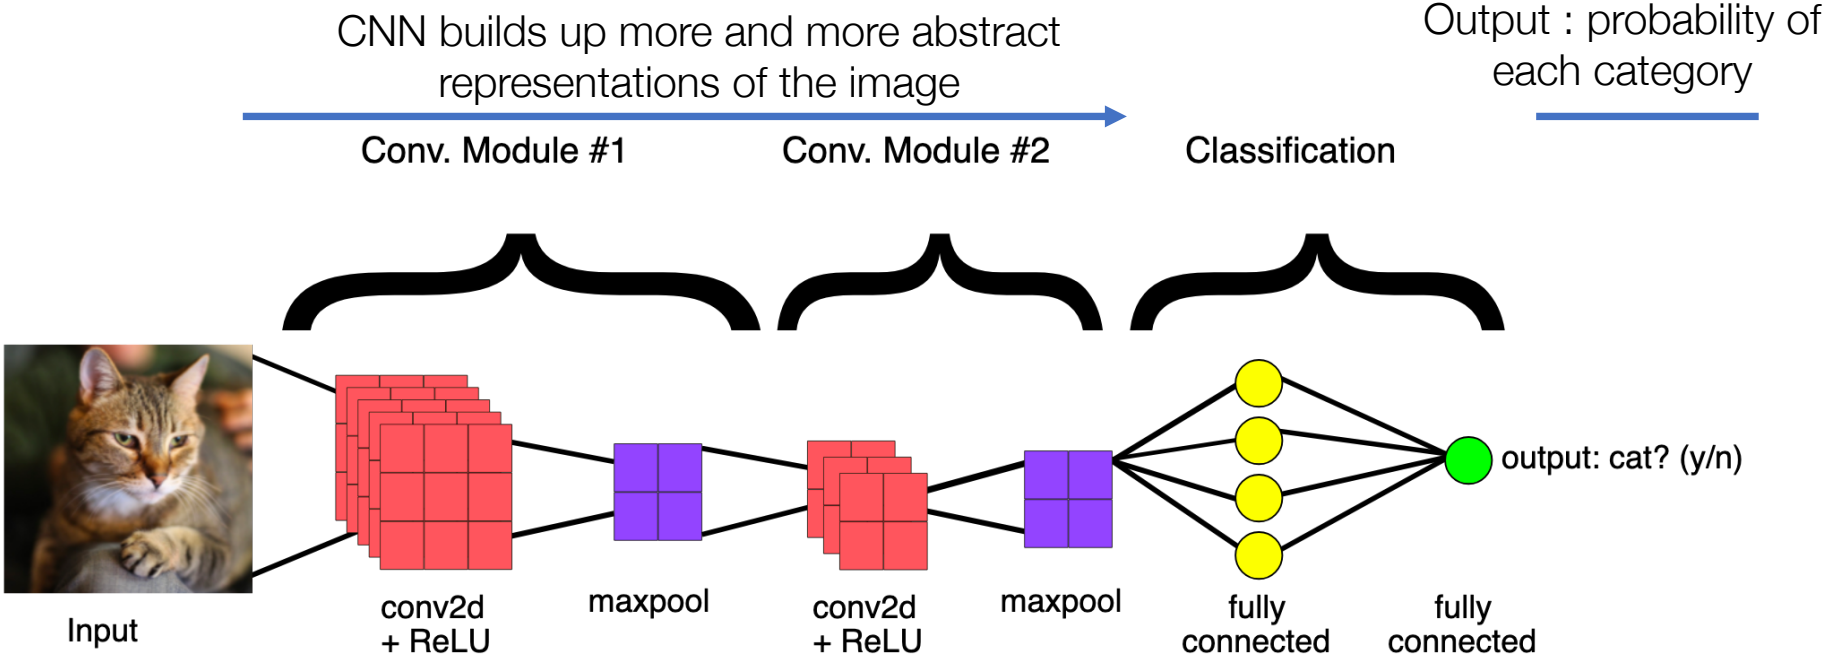 CNN builds up more and more abstract
representations of the image
Output : probability of
each category
Conv. Module #1
Conv. Module #2
Classification
output: cat? (y/n)
Input
conv2d
+ ReLU
maxpool
conv2d
+ ReLU
maxpool
fully
connected
fully
connected